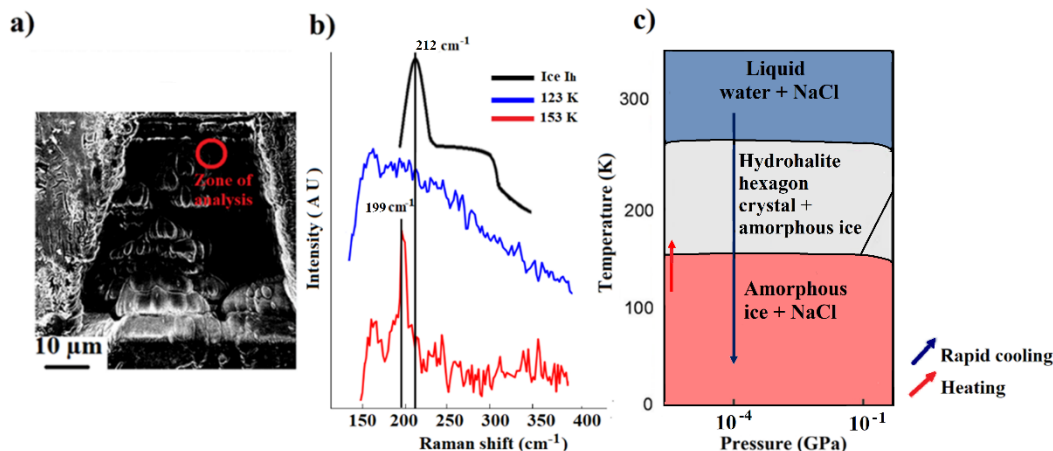 a)
Zone of
analysis
10 µm
b)
212 cm-1
Ice Ih
123 K
153 K
199 cm-1
Intensity ( A U )
150 200 250 300 350 400
Raman shift (cm-1)
c)
Temperature (K)
300
200
100
0
Liquid
water + NaCl
Hydrohalite
hexagon
crystal +
amorphous ice
Amorphous
ice + NaCl
10-4 10-1
Pressure (GPa)
Rapid cooling
Heating